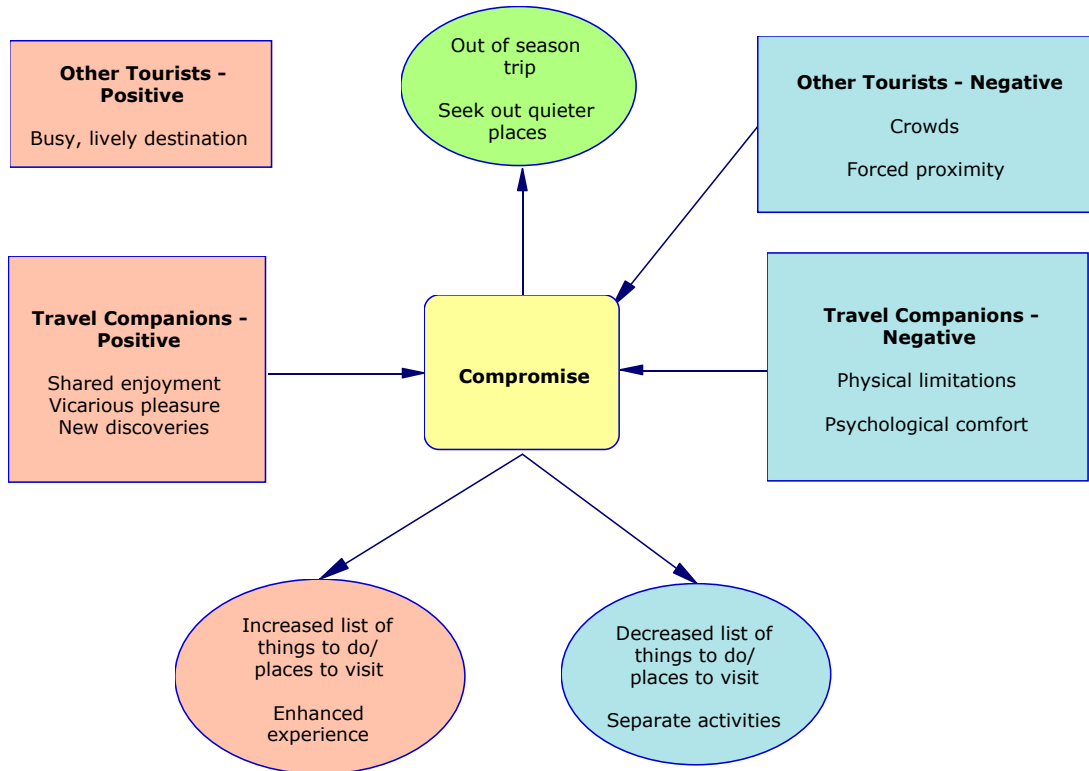 Other Tourists -
Positive
Busy, lively destination
Out of season
trip
Seek out quieter
places
Other Tourists - Negative
Crowds
Forced proximity
Travel Companions -
Positive
Shared enjoyment
Vicarious pleasure
New discoveries
Compromise
Travel Companions -
Negative
Physical limitations
Psychological comfort
Increased list of
things to do/
places to visit
Enhanced
experience
Decreased list of
things to do/
places to visit
Separate activities